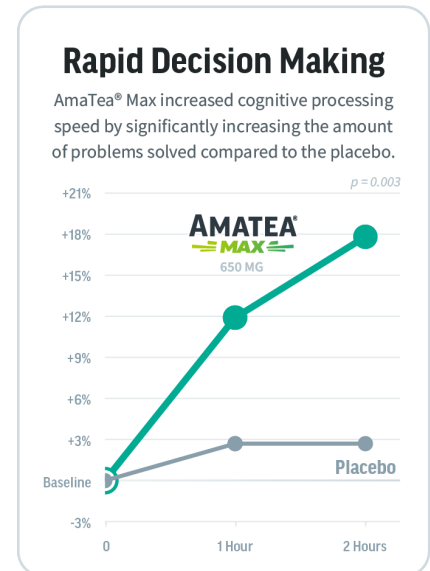 Rapid Decision Making
AmaTea® Max increased cognitive processing
speed by significantly increasing the amount
of problems solved compared to the placebo.
p = 0.003
+21%
AMATEA®
+18%
MAX
650 MG
+15%
+12%
+9%
+6%
+3%
Placebo
Baseline
-3%
0
1 Hour
2 Hours